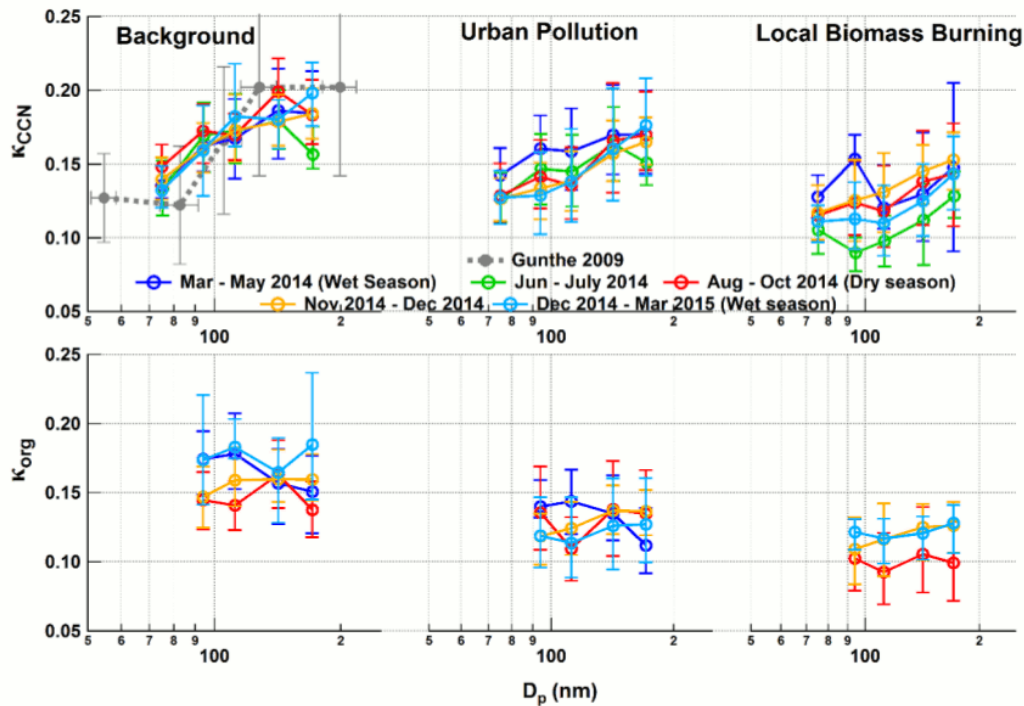 Background
Urban Pollution
Local Biomass Burning
0.25
0.20
0.15
0.10
0.05
κCCN
Gunthe 2009
Mar - May 2014 (Wet Season)
Jun - July 2014
Aug - Oct 2014 (Dry season)
Nov 2014 - Dec 2014
Dec 2014 - Mar 2015 (Wet season)
5 6 7 8 9 100 2
5 6 7 8 9 100 2
5 6 7 8 9 100 2
0.25
0.20
0.15
0.10
0.05
κorg
5 6 7 8 9 100 2
5 6 7 8 9 100 2
5 6 7 8 9 100 2
Dp (nm)